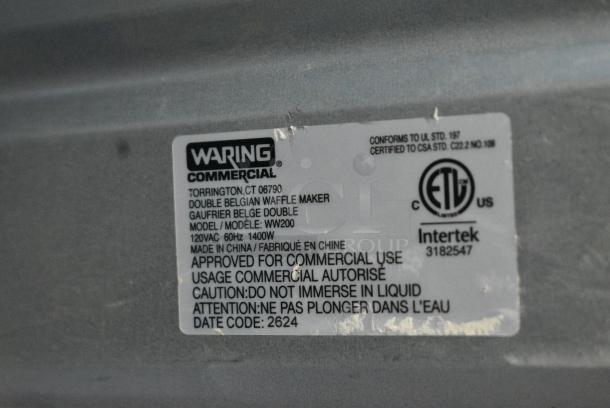 WARING
COMMERCIAL
TORRINGTON, CT 06790
DOUBLE BELGIAN WAFFLE MAKER
GAUFRIER BELGE DOUBLE
MODEL / MODÈLE: WW200
120VAC 60Hz 1400W
MADE IN CHINA / FABRIQUÉ EN CHINE
APPROVED FOR COMMERCIAL USE
USAGE COMMERCIAL AUTORISÉ
CAUTION:DO NOT IMMERSE IN LIQUID
ATTENTION:NE PAS PLONGER DANS L'EAU
DATE CODE: 2624
CONFORMS TO UL STD. 197
CERTIFIED TO CSA STD. C22.2 NO.109
C ETL US
LISTED
Intertek
3182547
GROUP